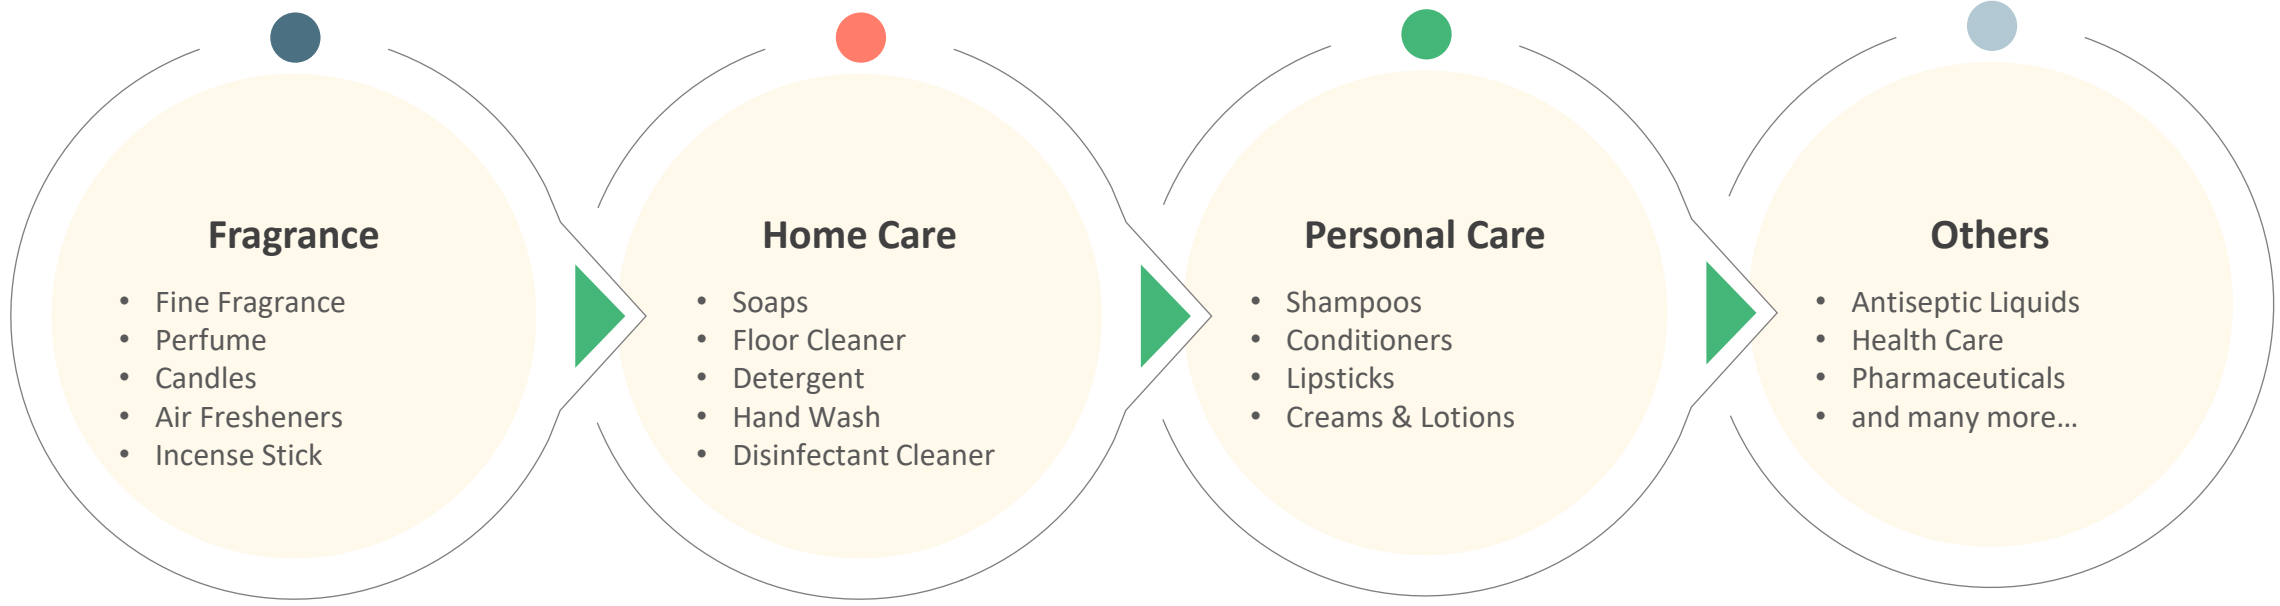 Fragrance
• Fine Fragrance
• Perfume
• Candles
• Air Fresheners
• Incense Stick
Home Care
• Soaps
• Floor Cleaner
• Detergent
• Hand Wash
• Disinfectant Cleaner
Personal Care
• Shampoos
• Conditioners
• Lipsticks
• Creams & Lotions
Others
• Antiseptic Liquids
• Health Care
• Pharmaceuticals
• and many more...